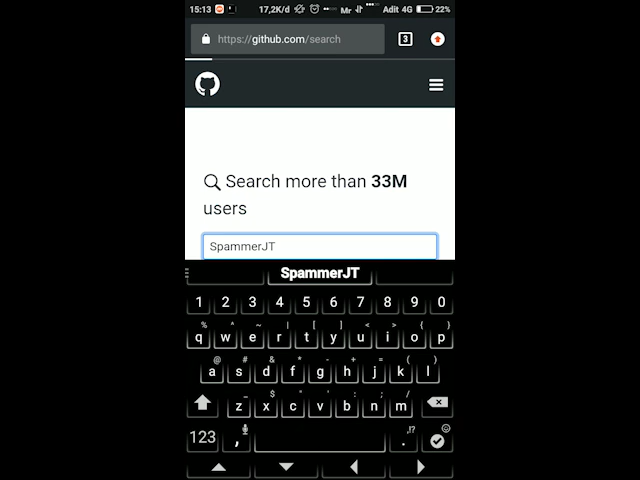 15:13 17,2K/d Mr Adit 4G 22%
https://github.com/search 3
Search more than 33M
users
SpammerJT
SpammerJT
1 2 3 4 5 6 7 8 9 0
% ^ ~ | [ ] < > { }
q w e r t y u i o p
@ # & * - + = ( )
a s d f g h j k l
_ $ " ' : ; /
z x c v b n m
,!?
123 , .